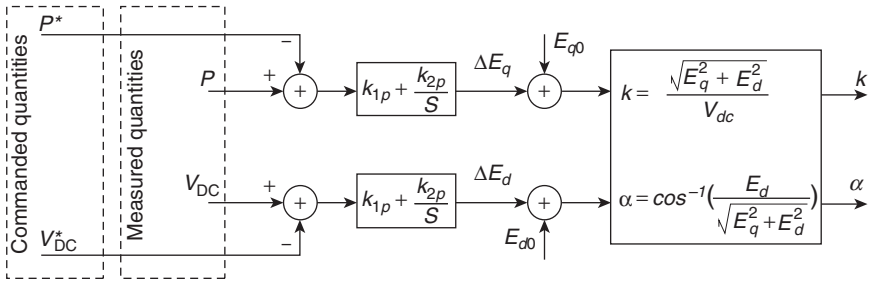 Commanded quantities
Measured quantities
P*
−
P
+
+
k1p + k2p/S
ΔEq
Eq0
+
k = √(Eq² + Ed²) / Vdc
k
VDC
+
+
k1p + k2p/S
ΔEd
+
Ed0
α = cos⁻¹(Ed / √(Eq² + Ed²))
α
V*DC
−